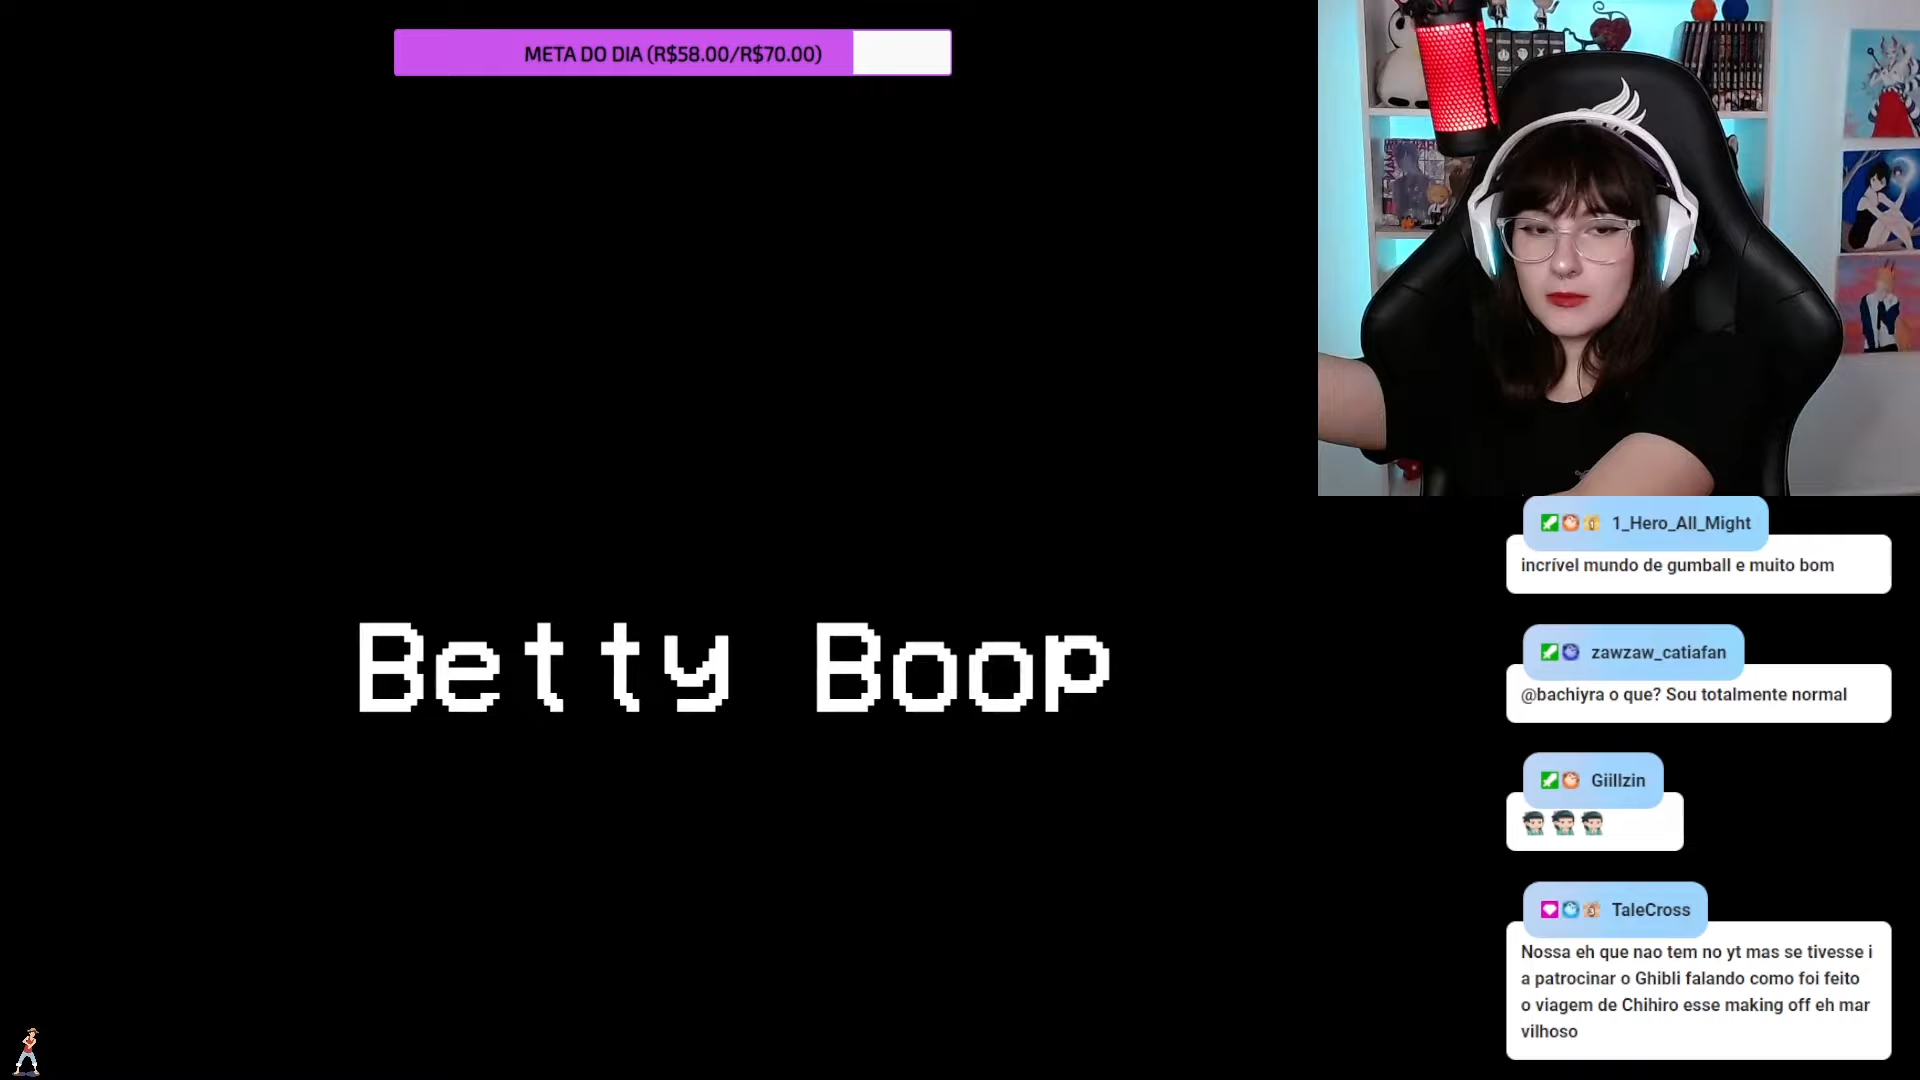 META DO DIA (R$58.00/R$70.00)
Betty Boop
1_Hero_All_Might
incrível mundo de gumball e muito bom
zawzaw_catiafan
@bachiyra o que? Sou totalmente normal
Giillzin
TaleCross
Nossa eh que nao tem no yt mas se tivesse i
a patrocinar o Ghibli falando como foi feito
o viagem de Chihiro esse making off eh mar
vilhoso